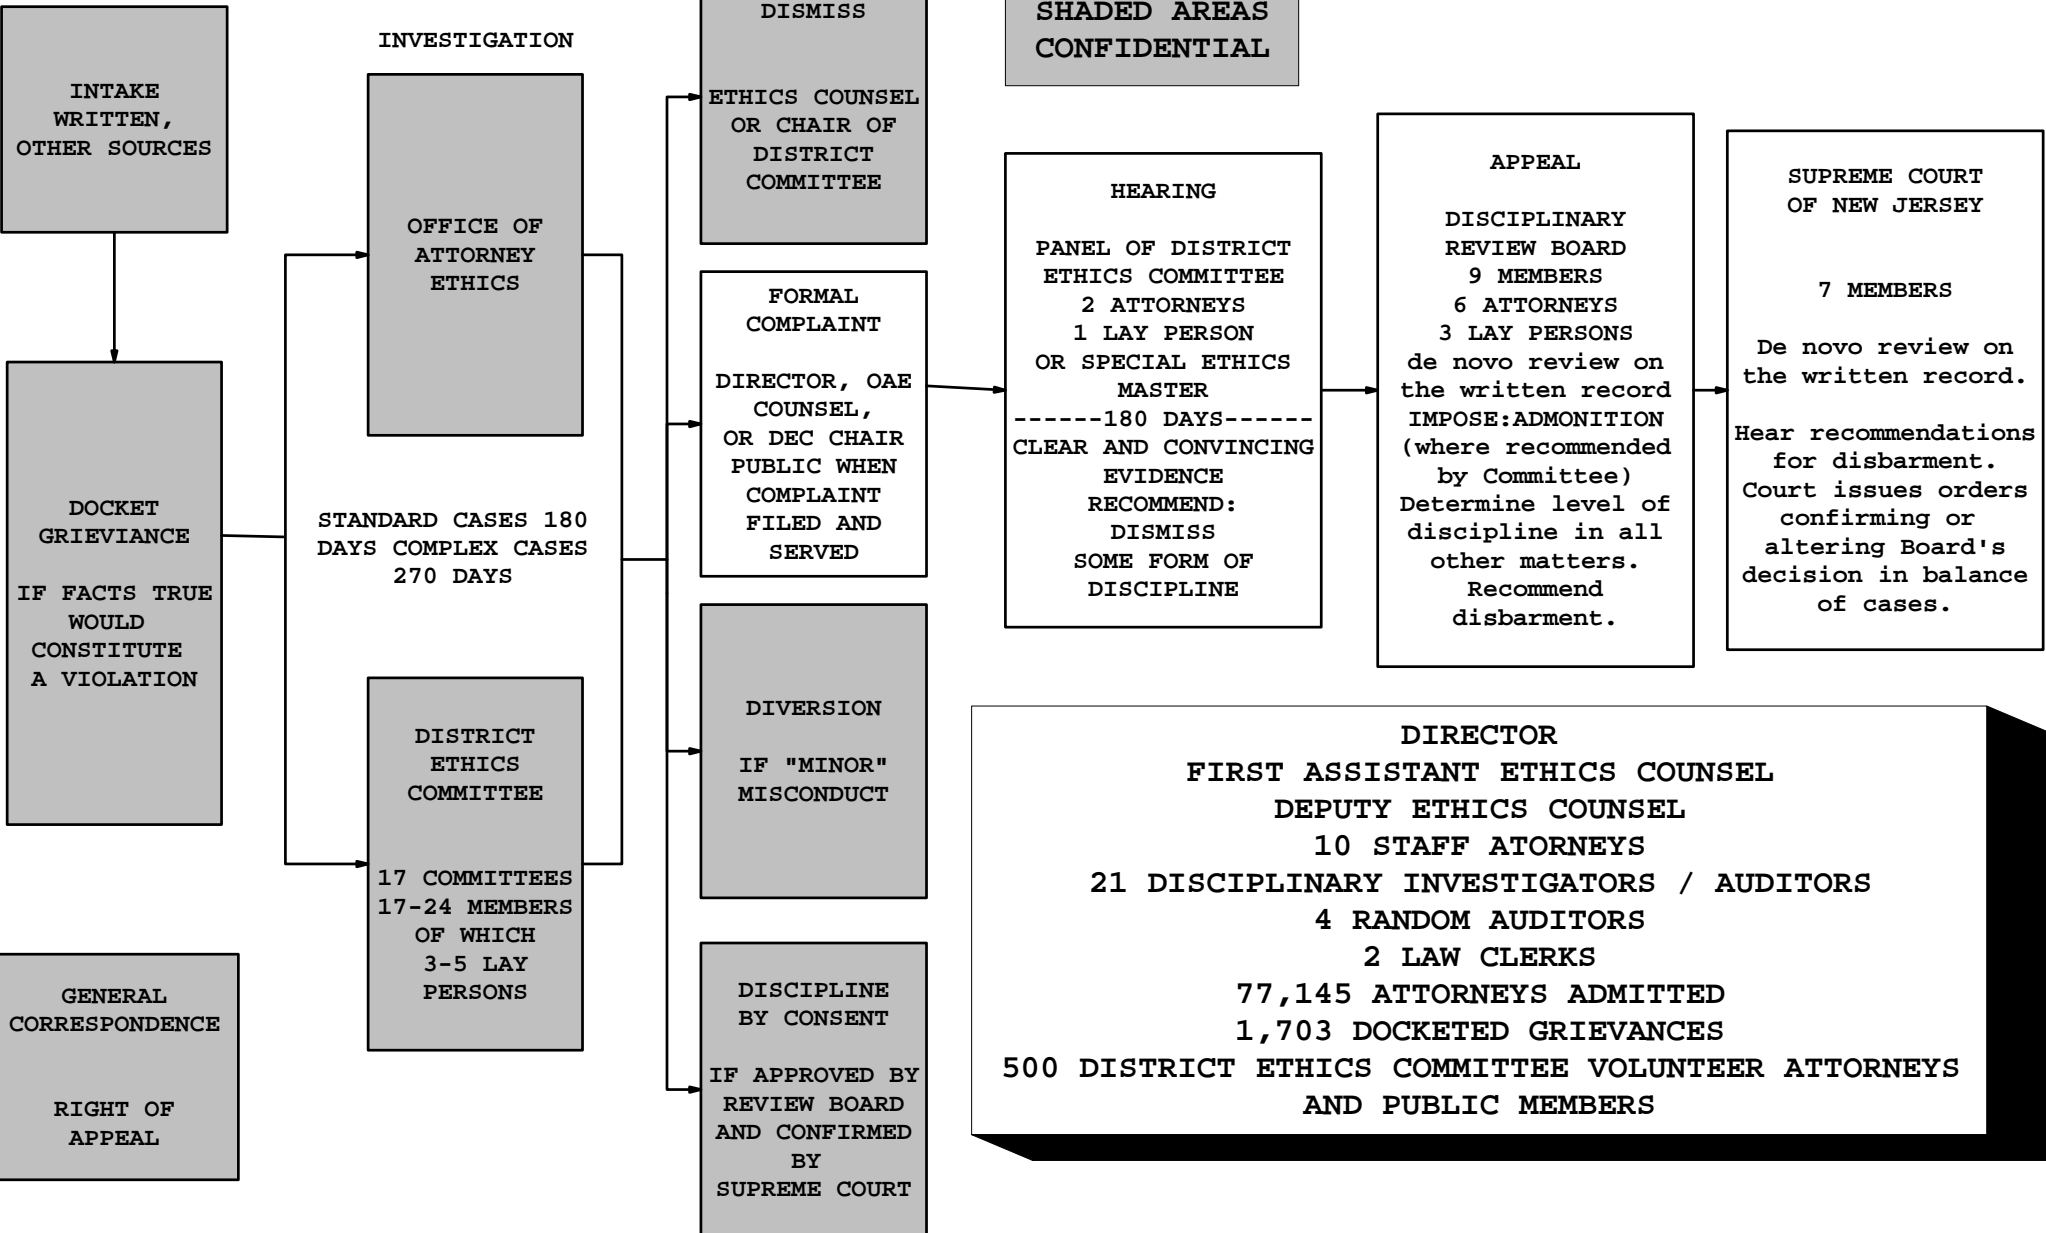 INTAKE
WRITTEN,
OTHER SOURCES
DOCKET
GRIEVIANCE
IF FACTS TRUE
WOULD
CONSTITUTE
A VIOLATION
GENERAL
CORRESPONDENCE
RIGHT OF
APPEAL
INVESTIGATION
OFFICE OF
ATTORNEY
ETHICS
STANDARD CASES 180
DAYS COMPLEX CASES
270 DAYS
DISTRICT
ETHICS
COMMITTEE
17 COMMITTEES
17-24 MEMBERS
OF WHICH
3-5 LAY
PERSONS
DISMISS
ETHICS COUNSEL
OR CHAIR OF
DISTRICT
COMMITTEE
FORMAL
COMPLAINT
DIRECTOR, OAE
COUNSEL,
OR DEC CHAIR
PUBLIC WHEN
COMPLAINT
FILED AND
SERVED
DIVERSION
IF "MINOR"
MISCONDUCT
DISCIPLINE
BY CONSENT
IF APPROVED BY
REVIEW BOARD
AND CONFIRMED
BY
SUPREME COURT
SHADED AREAS
CONFIDENTIAL
HEARING
PANEL OF DISTRICT
ETHICS COMMITTEE
2 ATTORNEYS
1 LAY PERSON
OR SPECIAL ETHICS
MASTER
------180 DAYS------
CLEAR AND CONVINCING
EVIDENCE
RECOMMEND:
DISMISS
SOME FORM OF
DISCIPLINE
APPEAL
DISCIPLINARY
REVIEW BOARD
9 MEMBERS
6 ATTORNEYS
3 LAY PERSONS
de novo review on
the written record
IMPOSE:ADMONITION
(where recommended
by Committee)
Determine level of
discipline in all
other matters.
Recommend
disbarment.
SUPREME COURT
OF NEW JERSEY
7 MEMBERS
De novo review on
the written record.
Hear recommendations
for disbarment.
Court issues orders
confirming or
altering Board's
decision in balance
of cases.
DIRECTOR
FIRST ASSISTANT ETHICS COUNSEL
DEPUTY ETHICS COUNSEL
10 STAFF ATORNEYS
21 DISCIPLINARY INVESTIGATORS / AUDITORS
4 RANDOM AUDITORS
2 LAW CLERKS
77,145 ATTORNEYS ADMITTED
1,703 DOCKETED GRIEVANCES
500 DISTRICT ETHICS COMMITTEE VOLUNTEER ATTORNEYS
AND PUBLIC MEMBERS